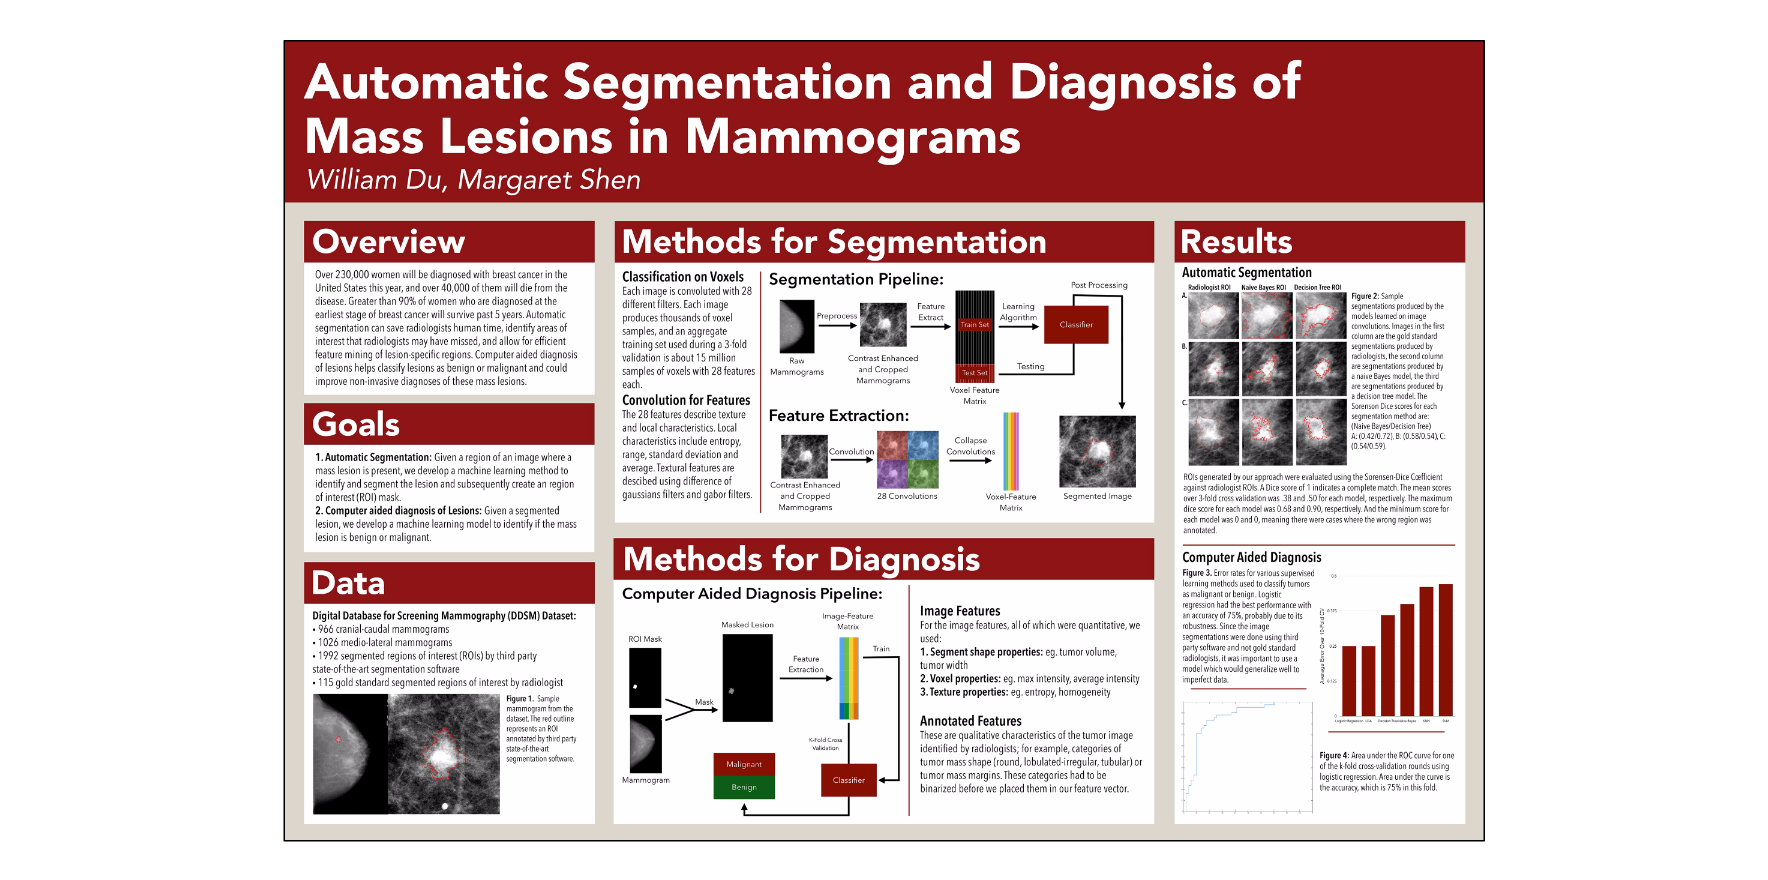 Automatic Segmentation and Diagnosis of
Mass Lesions in Mammograms
William Du, Margaret Shen
Overview
Over 230,000 women will be diagnosed with breast cancer in the
United States this year, and over 40,000 of them will die from the
disease. Greater than 90% of women who are diagnosed at the
earliest stage of breast cancer will survive past 5 years. Automatic
segmentation can save radiologists human time, identify areas of
interest that radiologists may have missed, and allow for efficient
feature mining of lesion-specific regions. Computer aided diagnosis
of lesions helps classify lesions as benign or malignant and could
improve non-invasive diagnoses of these mass lesions.
Goals
1. Automatic Segmentation: Given a region of an image where a
mass lesion is present, we develop a machine learning method to
identify and segment the lesion and subsequently create an region
of interest (ROI) mask.
2. Computer aided diagnosis of Lesions: Given a segmented
lesion, we develop a machine learning model to identify if the mass
lesion is benign or malignant.
Data
Digital Database for Screening Mammography (DDSM) Dataset:
• 966 cranial-caudal mammograms
• 1026 medio-lateral mammograms
• 1992 segmented regions of interest (ROIs) by third party
state-of-the-art segmentation software
• 115 gold standard segmented regions of interest by radiologist
Figure 1. Sample
mammogram from the
dataset. The red outline
represents an ROI
annotated by third party
state-of-the-art
segmentation software.
Methods for Segmentation
Classification on Voxels
Each image is convoluted with 28
different filters. Each image
produces thousands of voxel
samples, and an aggregate
training set used during a 3-fold
validation is about 15 million
samples of voxels with 28 features
each.
Convolution for Features
The 28 features describe texture
and local characteristics. Local
characteristics include entropy,
range, standard deviation and
average. Textural features are
descibed using difference of
gaussians filters and gabor filters.
Segmentation Pipeline:
Raw
Mammograms
Preprocess
Contrast Enhanced
and Cropped
Mammograms
Feature
Extract
Train Set
Test Set
Voxel Feature
Matrix
Learning
Algorithm
Testing
Classifier
Post Processing
Feature Extraction:
Contrast Enhanced
and Cropped
Mammograms
Convolution
28 Convolutions
Collapse
Convolutions
Voxel-Feature
Matrix
Segmented Image
Methods for Diagnosis
Computer Aided Diagnosis Pipeline:
ROI Mask
Mammogram
Mask
Masked Lesion
Feature
Extraction
Image-Feature
Matrix
Train
K-Fold Cross
Validation
Classifier
Malignant
Benign
Image Features
For the image features, all of which were quantitative, we
used:
1. Segment shape properties: eg. tumor volume,
tumor width
2. Voxel properties: eg. max intensity, average intensity
3. Texture properties: eg. entropy, homogeneity
Annotated Features
These are qualitative characteristics of the tumor image
identified by radiologists; for example, categories of
tumor mass shape (round, lobulated-irregular, tubular) or
tumor mass margins. These categories had to be
binarized before we placed them in our feature vector.
Results
Automatic Segmentation
Radiologist ROI Naive Bayes ROI Decision Tree ROI
A.
B.
C.
Figure 2: Sample
segmentations produced by the
models learned on image
convolutions. Images in the first
column are the gold standard
segmentations produced by
radiologists, the second column
are segmentations produced by
a naive Bayes model, the third
are segmentations produced by
a decision tree model. The
Sorenson Dice scores for each
segmentation method are:
(Naive Bayes/Decision Tree)
A: (0.42/0.72), B: (0.58/0.54), C:
(0.54/0.59).
ROIs generated by our approach were evaluated using the Sorensen-Dice Cœfficient
against radiologist ROIs. A Dice score of 1 indicates a complete match. The mean scores
over 3-fold cross validation was .38 and .50 for each model, respectively. The maximum
dice score for each model was 0.68 and 0.90, respectively. And the minimum score for
each model was 0 and 0, meaning there were cases where the wrong region was
annotated.
Computer Aided Diagnosis
Figure 3. Error rates for various supervised
learning methods used to classify tumors
as malignant or benign. Logistic
regression had the best performance with
an accuracy of 75%, probably due to its
robustness. Since the image
segmentations were done using third
party software and not gold standard
radiologists, it was important to use a
model which would generalize well to
imperfect data.
Average Error Over 10-Fold CV
0.5
0.375
0.25
0.125
0
Logistic Regression LDA Decision Tree Naive Bayes
Figure 4: Area under the ROC curve for one
of the k-fold cross-validation rounds using
logistic regression. Area under the curve is
the accuracy, which is 75% in this fold.